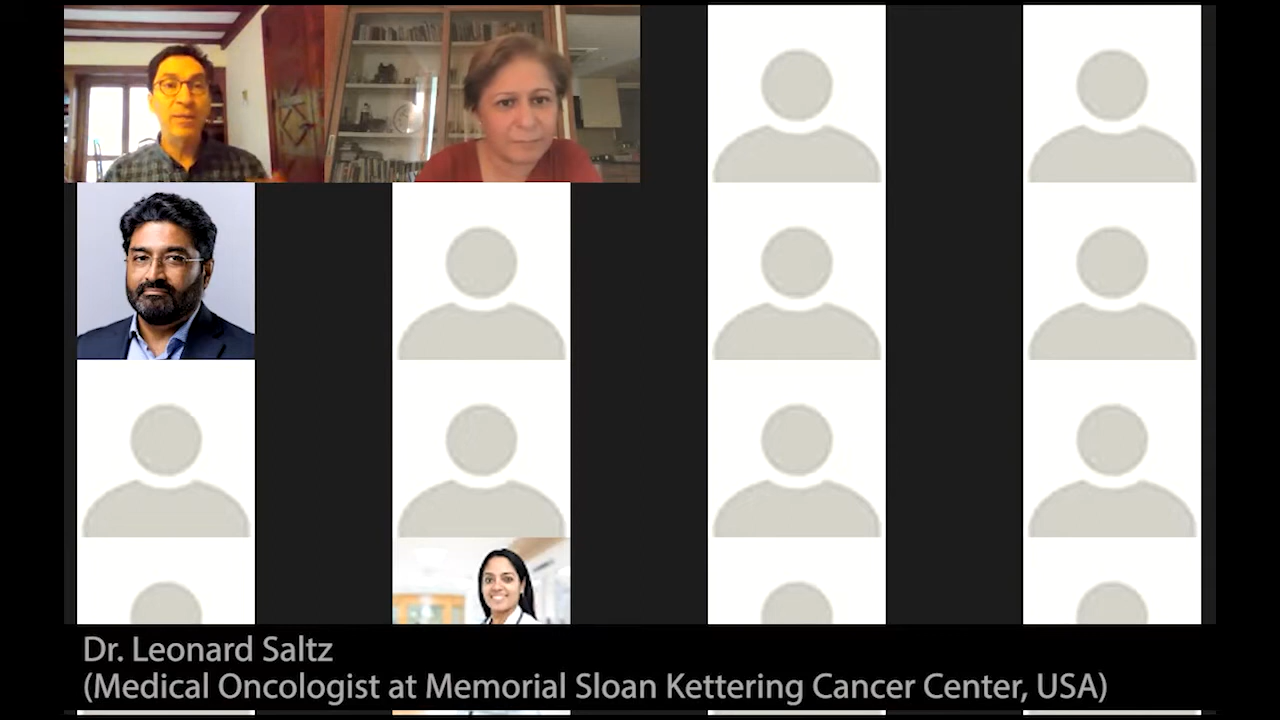 Dr. Leonard Saltz
(Medical Oncologist at Memorial Sloan Kettering Cancer Center, USA)